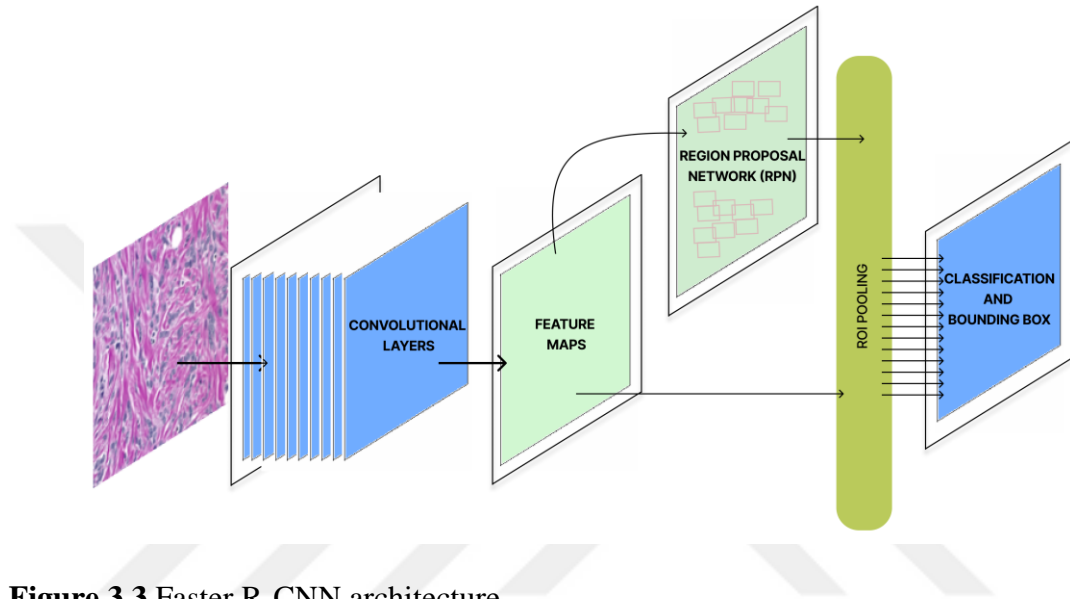 REGION PROPOSAL
NETWORK (RPN)
CONVOLUTIONAL
LAYERS
FEATURE
MAPS
ROI POOLING
CLASSIFICATION
AND
BOUNDING BOX
Figure 3.3 Faster R-CNN architecture